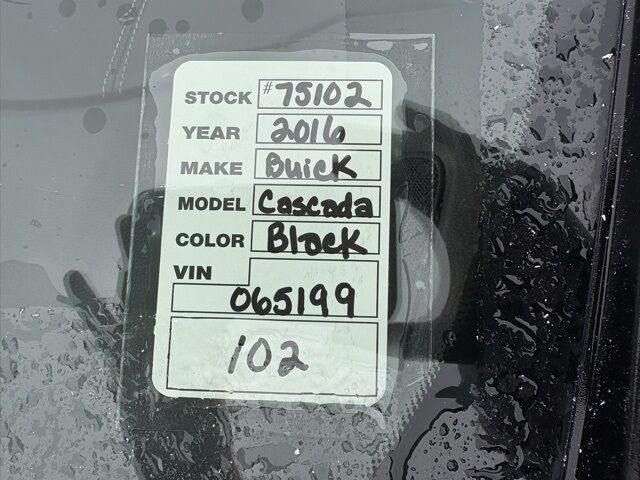 STOCK #75102
YEAR 2016
MAKE Buick
MODEL Cascada
COLOR Black
VIN
065199
102